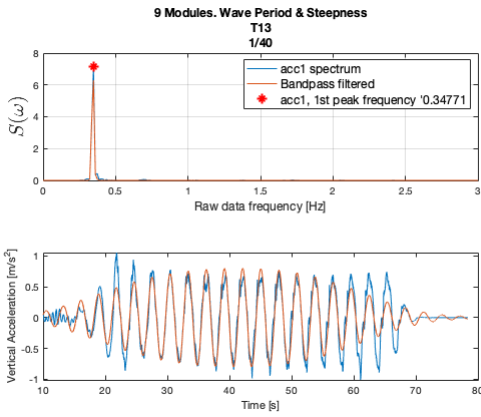 9 Modules. Wave Period & Steepness
T13
1/40
8
6
4
2
0
S(ω)
acc1 spectrum
Bandpass filtered
acc1, 1st peak frequency '0.34771
0 0.5 1 1.5 2 2.5 3
Raw data frequency [Hz]
1
0.5
0
-0.5
-1
Vertical Acceleration [m/s²]
10 20 30 40 50 60 70 80
Time [s]